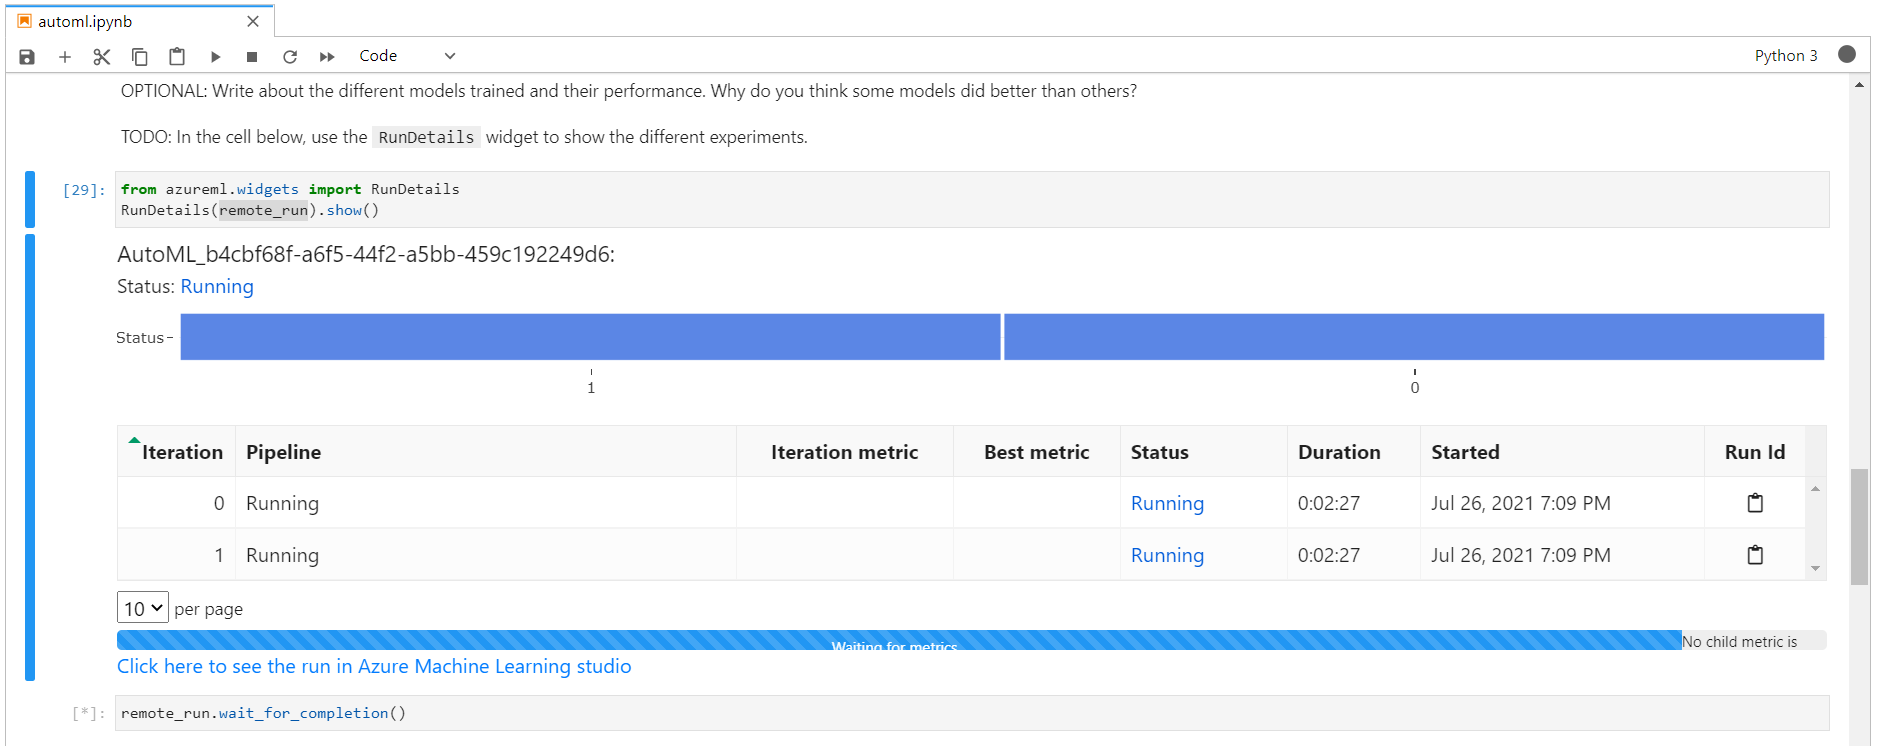 automl.ipynb
Code
Python 3
OPTIONAL: Write about the different models trained and their performance. Why do you think some models did better than others?
TODO: In the cell below, use the RunDetails widget to show the different experiments.
[29]: from azureml.widgets import RunDetails
RunDetails(remote_run).show()
AutoML_b4cbf68f-a6f5-44f2-a5bb-459c192249d6:
Status: Running
Status
1 0
Iteration Pipeline Iteration metric Best metric Status Duration Started Run Id
0 Running Running 0:02:27 Jul 26, 2021 7:09 PM
1 Running Running 0:02:27 Jul 26, 2021 7:09 PM
10 per page
Waiting for metrics No child metric is
Click here to see the run in Azure Machine Learning studio
[*]: remote_run.wait_for_completion()